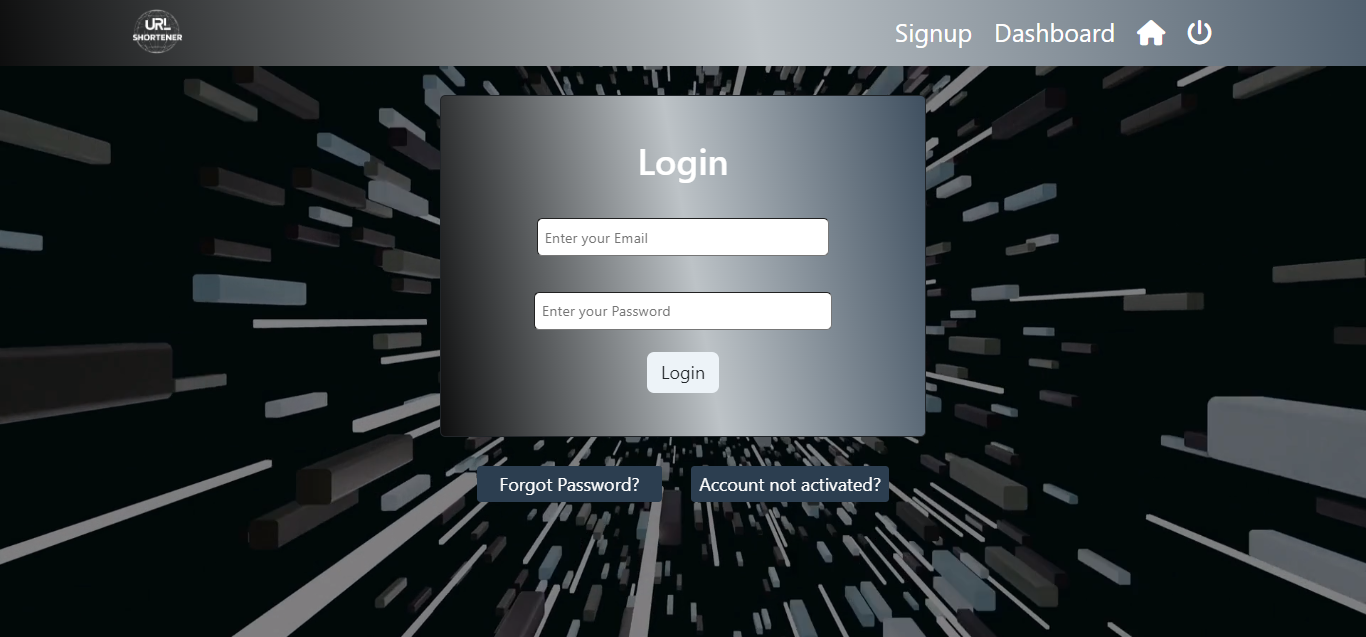 URL
SHORTENER
Signup Dashboard
Login
Enter your Email
Enter your Password
Login
Forgot Password? Account not activated?